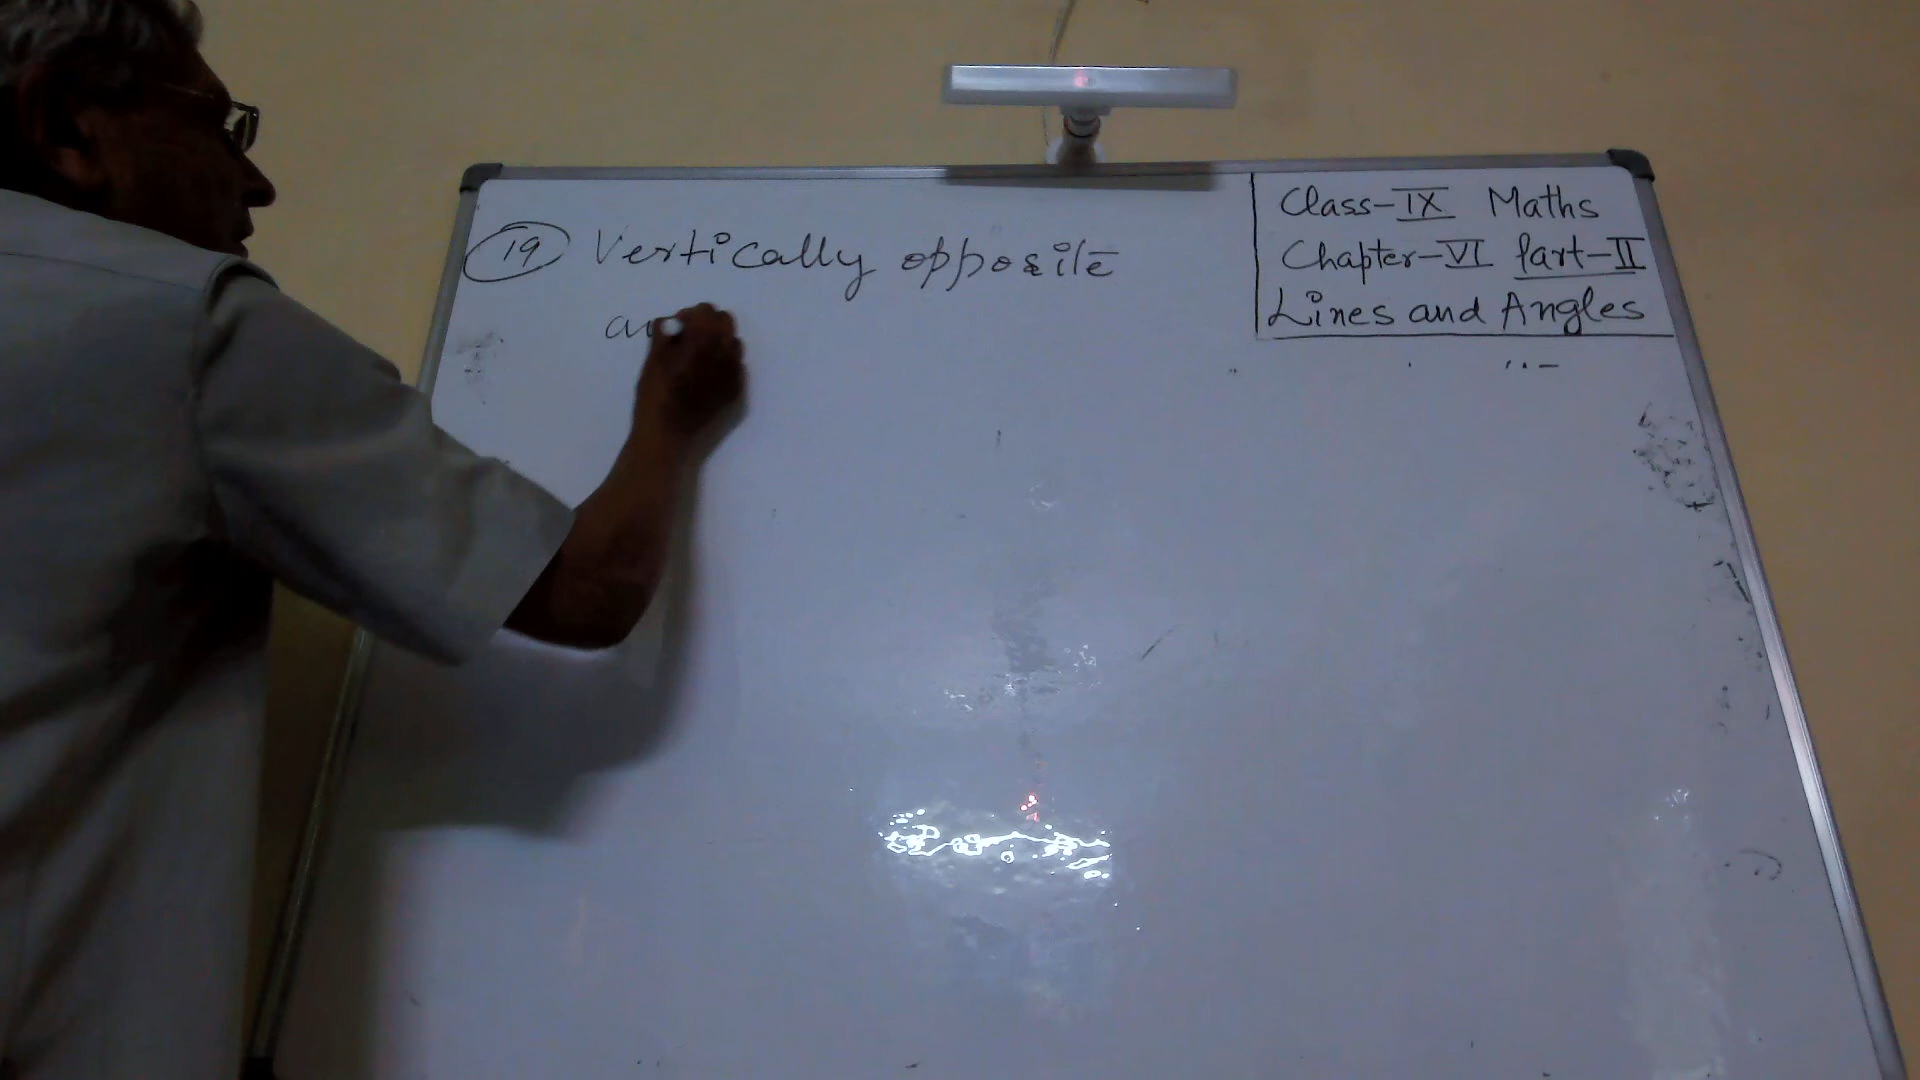 19 Vertically opposite
Class-IX Maths
Chapter-VI Part-II
Lines and Angles